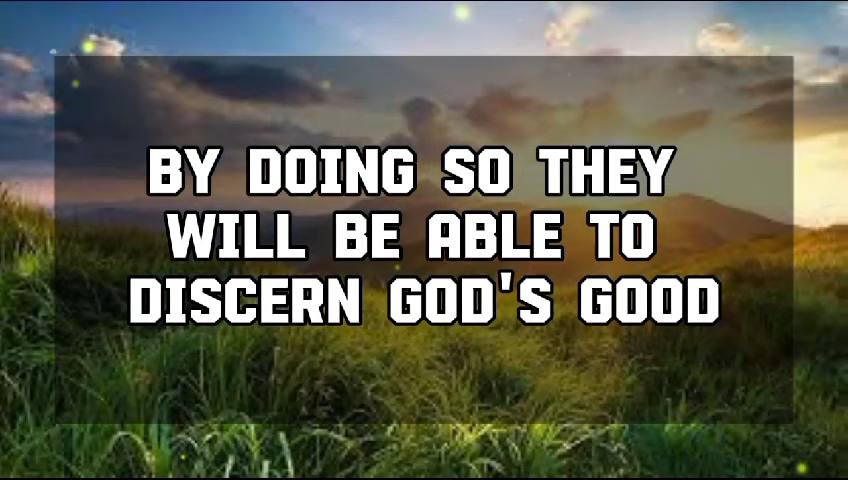 BY DOING SO THEY
WILL BE ABLE TO
DISCERN GOD'S GOOD